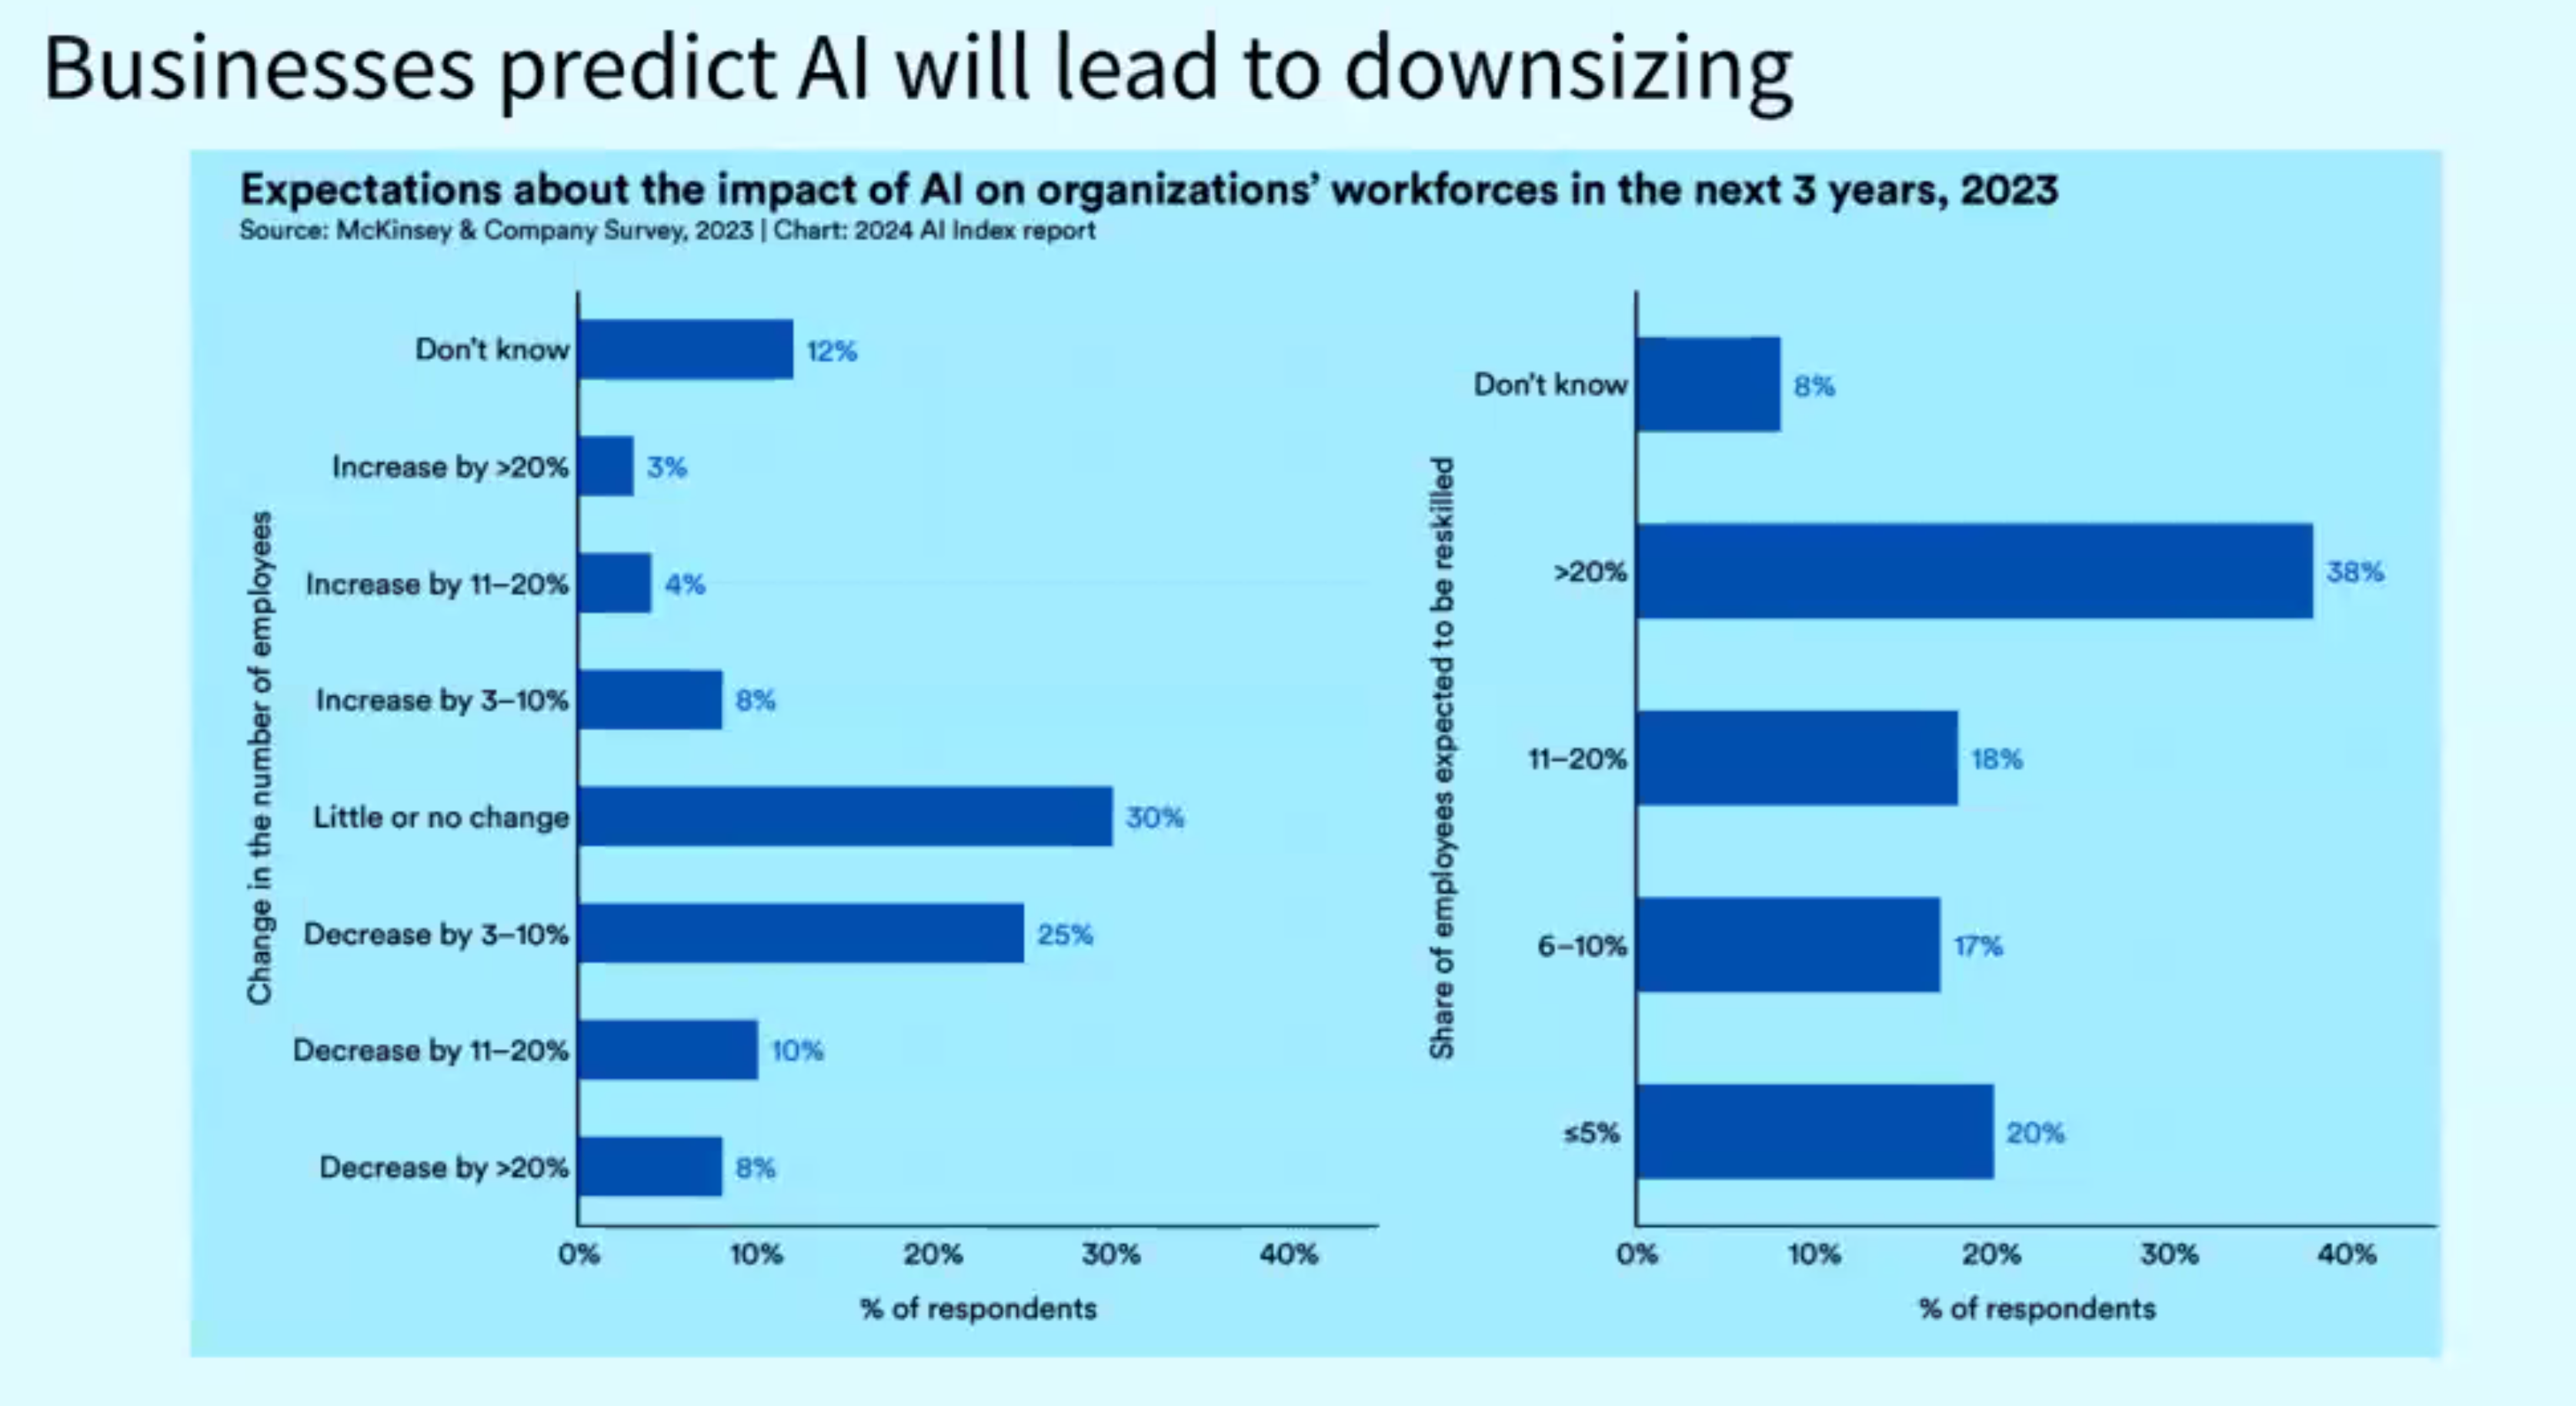 Businesses predict AI will lead to downsizing
Expectations about the impact of AI on organizations’ workforces in the next 3 years, 2023
Source: McKinsey & Company Survey, 2023 | Chart: 2024 AI Index report
Change in the number of employees
Don’t know 12%
Increase by >20% 3%
Increase by 11–20% 4%
Increase by 3–10% 8%
Little or no change 30%
Decrease by 3–10% 25%
Decrease by 11–20% 10%
Decrease by >20% 8%
0% 10% 20% 30% 40%
% of respondents
Share of employees expected to be reskilled
Don’t know 8%
>20% 38%
11–20% 18%
6–10% 17%
≤5% 20%
0% 10% 20% 30% 40%
% of respondents